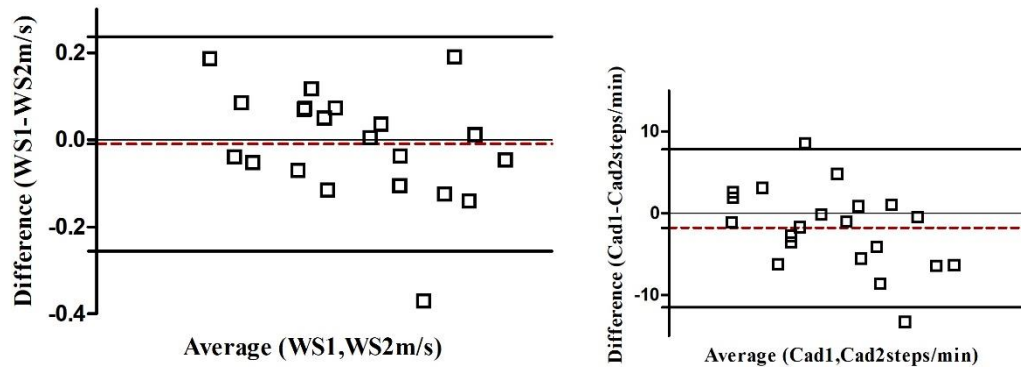 Difference (WS1-WS2m/s)
0.2
0.0
-0.2
-0.4
Average (WS1,WS2m/s)
Difference (Cad1-Cad2steps/min)
10
0
-10
Average (Cad1,Cad2steps/min)